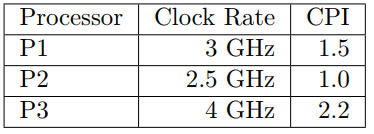 Processor Clock Rate CPI
P1 3 GHz 1.5
P2 2.5 GHz 1.0
P3 4 GHz 2.2